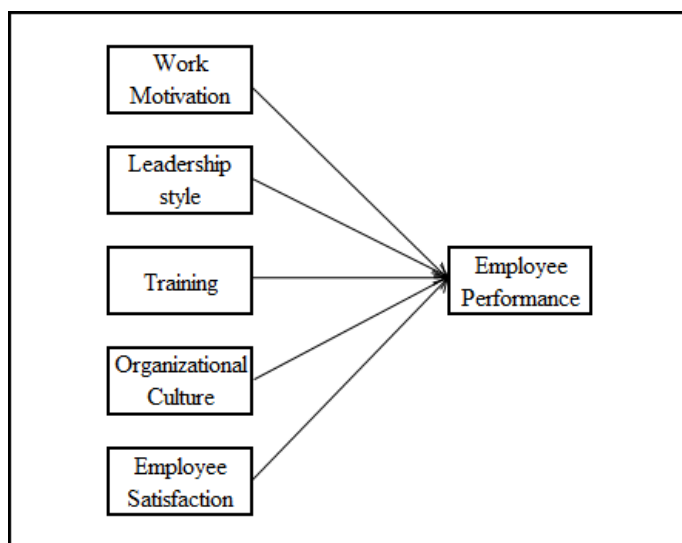 Work
Motivation
Leadership
style
Training
Organizational
Culture
Employee
Satisfaction
Employee
Performance